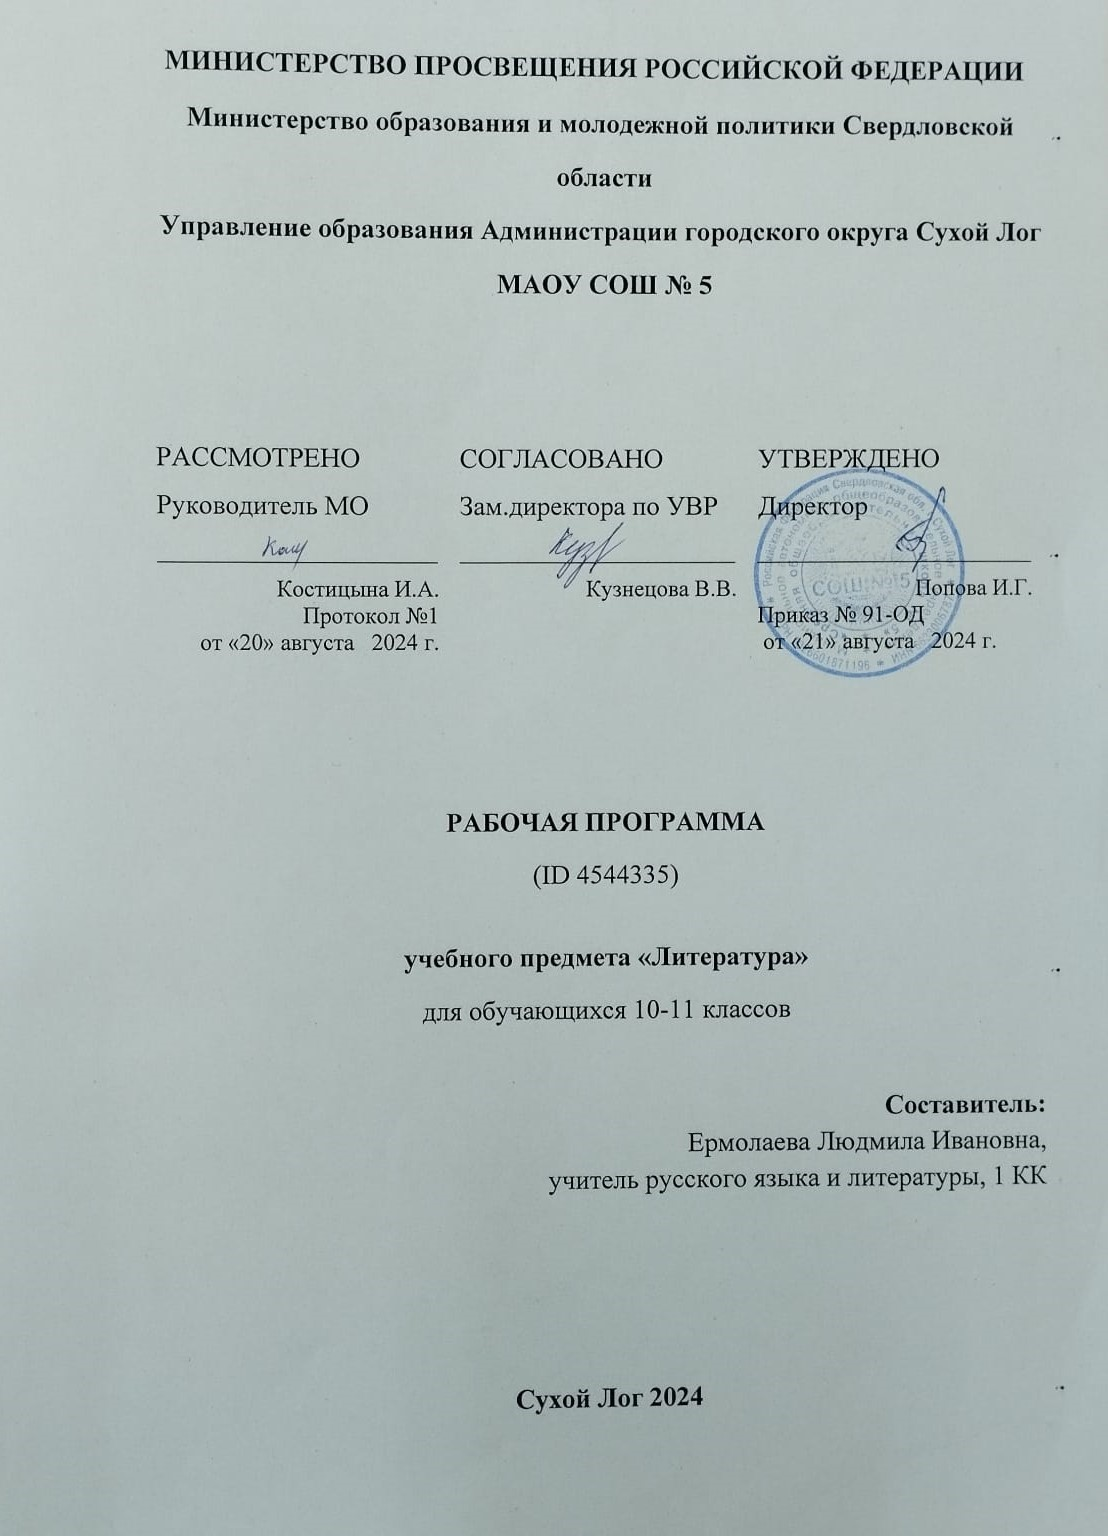 МИНИСТЕРСТВО ПРОСВЕЩЕНИЯ РОССИЙСКОЙ ФЕДЕРАЦИИ
Министерство образования и молодежной политики Свердловской
области
Управление образования Администрации городского округа Сухой Лог
МАОУ СОШ № 5
РАССМОТРЕНО
Руководитель МО
Костицына И.А.
Протокол №1
от «20» августа 2024 г.
СОГЛАСОВАНО
Зам.директора по УВР
Кузнецова В.В.
УТВЕРЖДЕНО
Директор
Попова И.Г.
Приказ № 91-ОД
от «21» августа 2024 г.
СОШ №5
РАБОЧАЯ ПРОГРАММА
(ID 4544335)
учебного предмета «Литература»
для обучающихся 10-11 классов
Составитель:
Ермолаева Людмила Ивановна,
учитель русского языка и литературы, 1 КК
Сухой Лог 2024